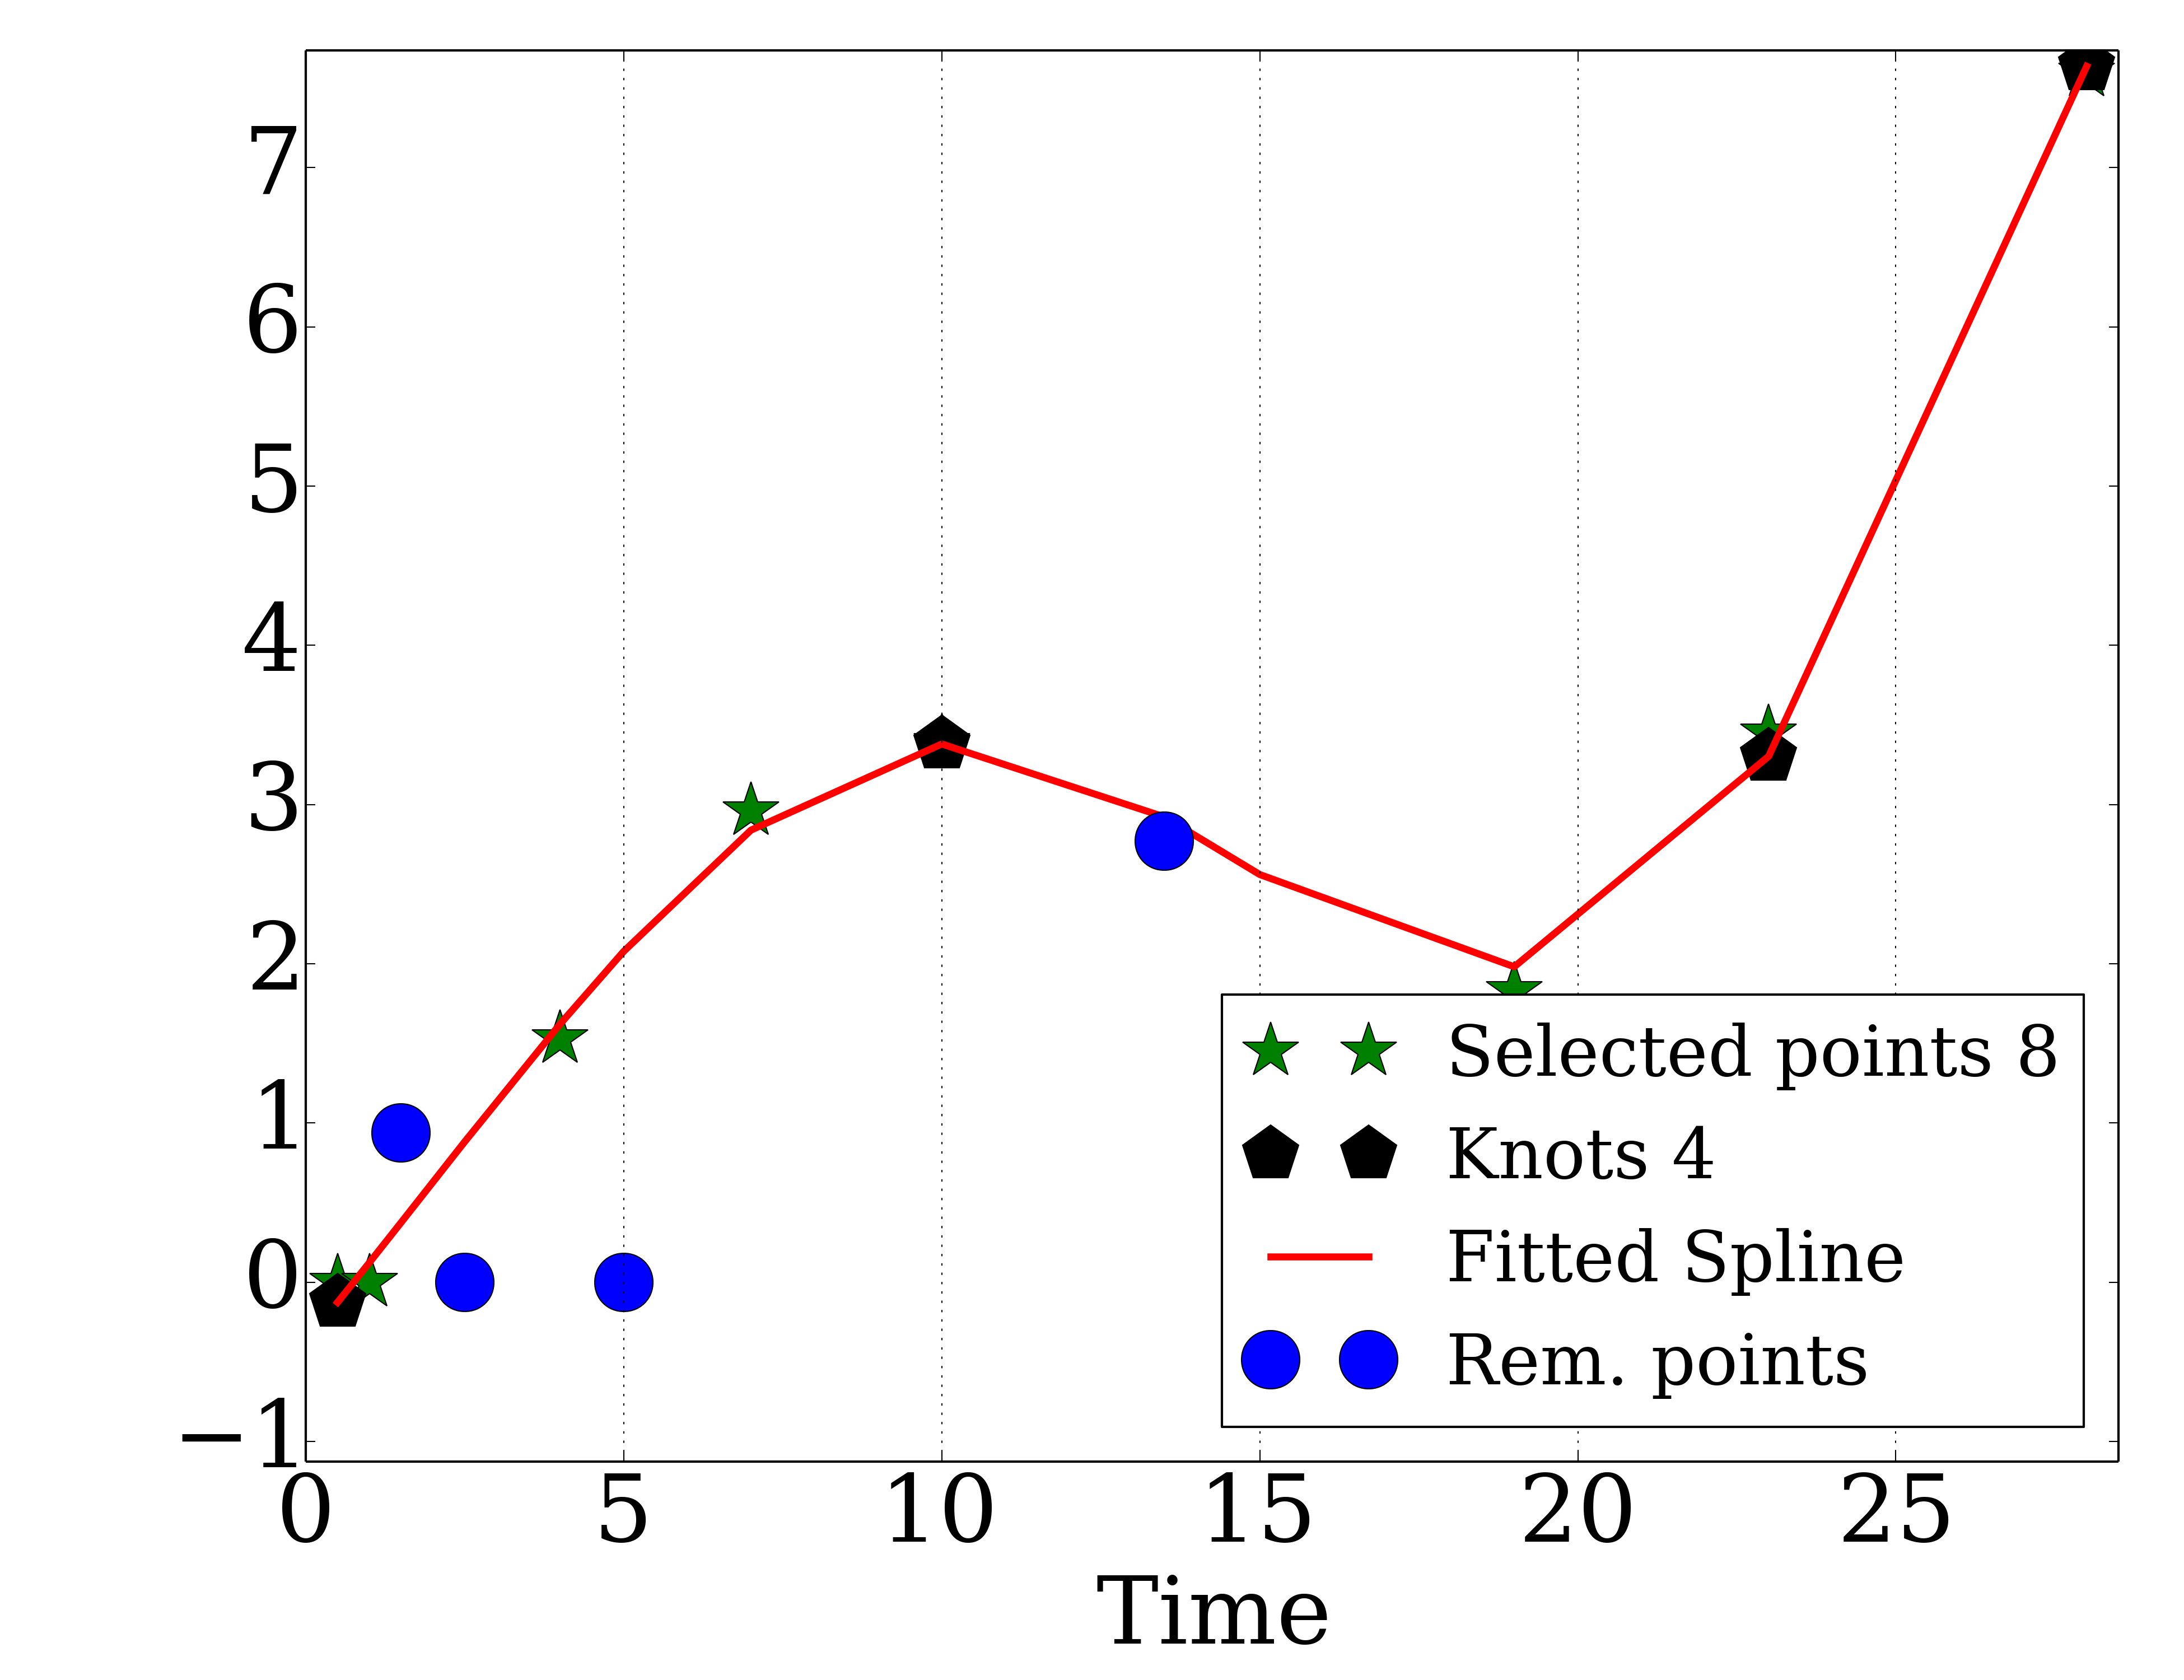 7
6
5
4
3
2
1
0
−1
0 5 10 15 20 25
Time
Selected points 8
Knots 4
Fitted Spline
Rem. points